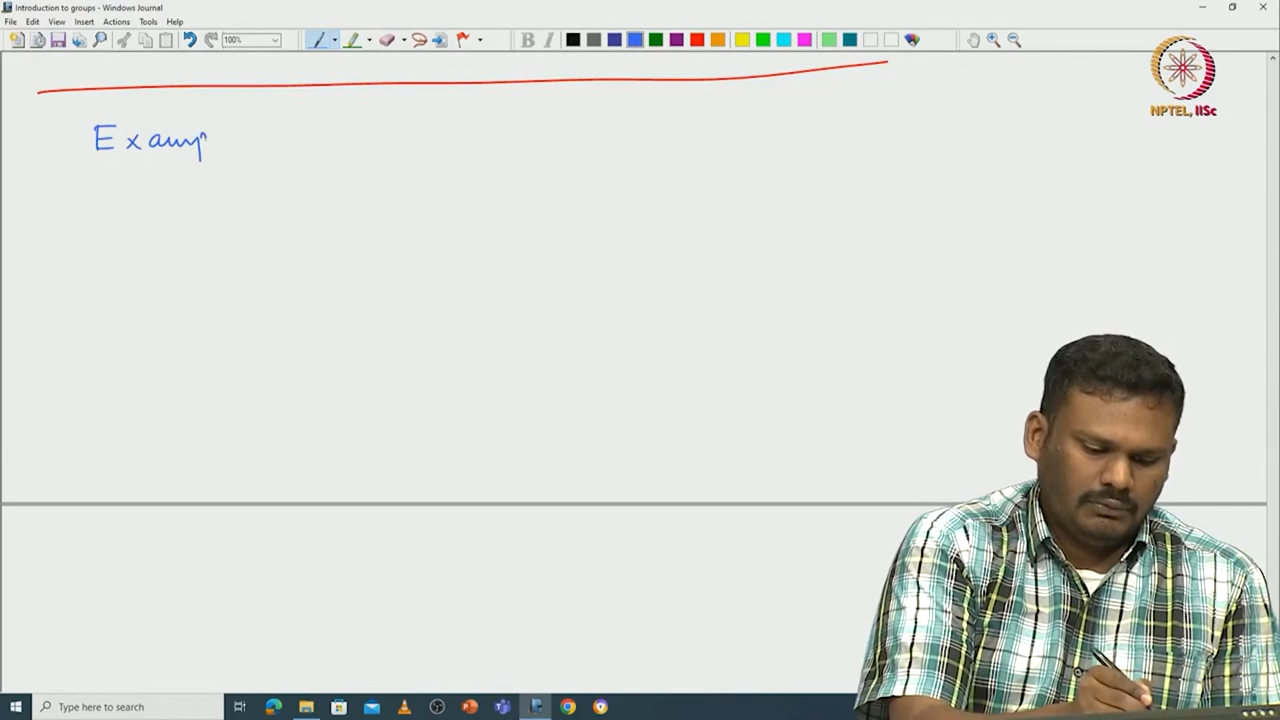 Introduction to groups - Windows Journal
File Edit View Insert Actions Tools Help
100%
B I
NPTEL, IISc
Examp
Type here to search